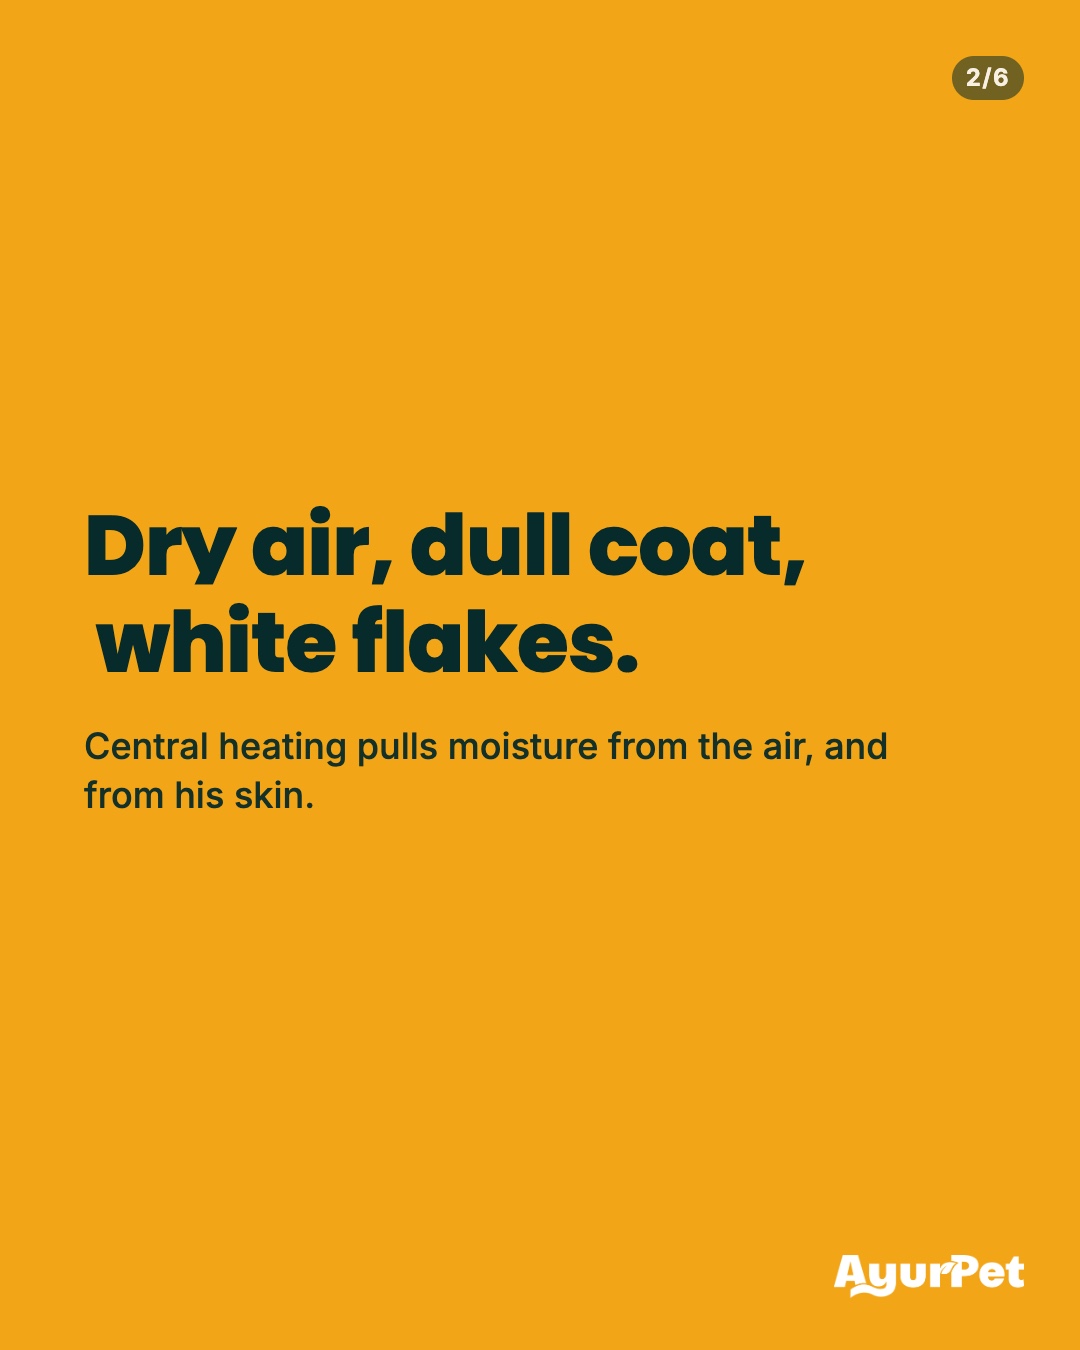 2/6
Dry air, dull coat,
white flakes.
Central heating pulls moisture from the air, and
from his skin.
AyurPet